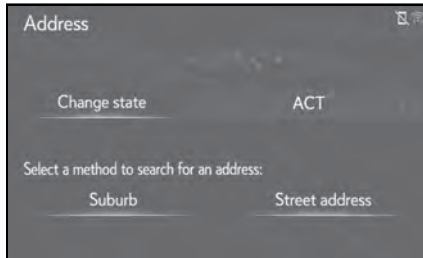 Address
Change state ACT
Select a method to search for an address:
Suburb Street address